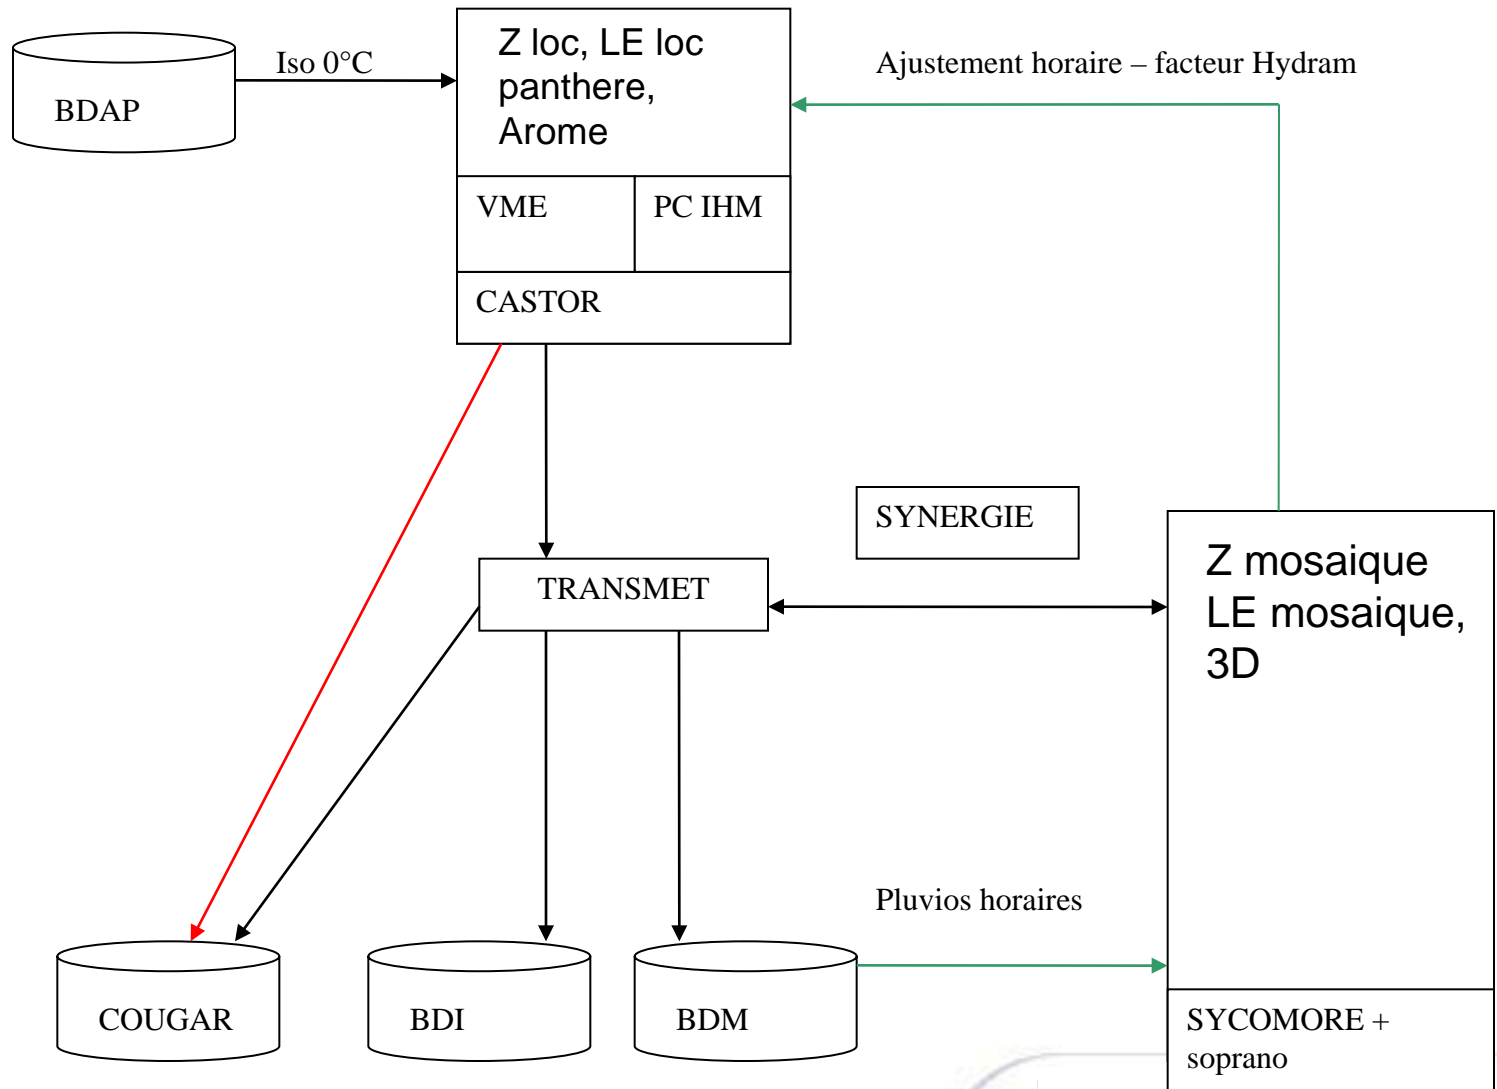 Z loc, LE loc
panthere,
Arome
Iso 0°C
Ajustement horaire – facteur Hydram
BDAP
VME
PC IHM
CASTOR
SYNERGIE
TRANSMET
Z mosaique
LE mosaique,
3D
Pluvios horaires
COUGAR
BDI
BDM
SYCOMORE +
soprano